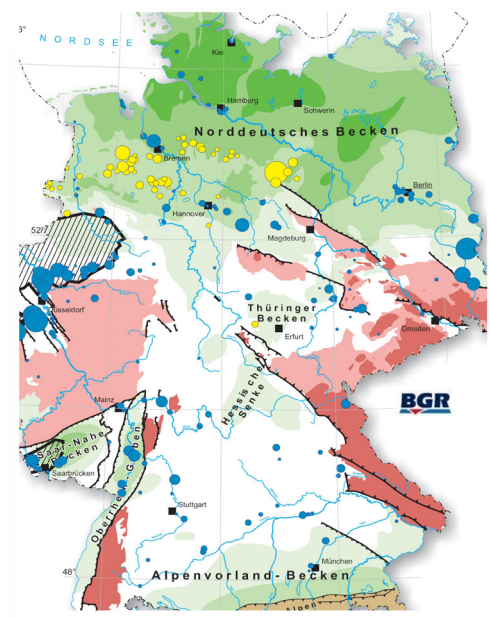 NORDSEE
Kiel
Hamburg
Schwerin
Norddeutsches Becken
Bremen
Berlin
Hannover
52°
Magdeburg
Düsseldorf
Thüringer
Becken
Dresden
Erfurt
Hessische
Senke
BGR
Mainz
Saar-Nahe
Becken
Saarbrücken
Oberrhein-Graben
Stuttgart
München
48°
Alpenvorland-Becken
Alpen